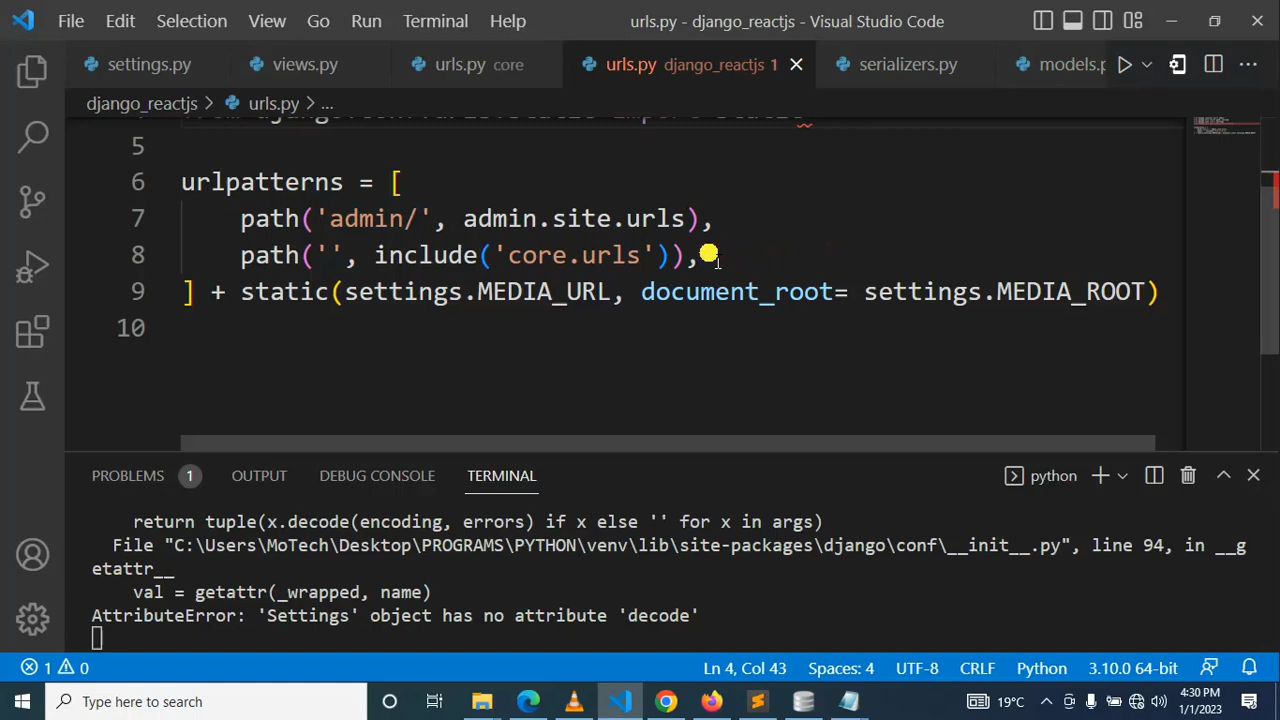 File Edit Selection View Go Run Terminal Help urls.py - django_reactjs - Visual Studio Code
settings.py views.py urls.py core urls.py django_reactjs 1 serializers.py models.p
django_reactjs > urls.py > ...
5
6 urlpatterns = [
7 path('admin/', admin.site.urls),
8 path('', include('core.urls')),
9 ] + static(settings.MEDIA_URL, document_root= settings.MEDIA_ROOT)
10
PROBLEMS 1 OUTPUT DEBUG CONSOLE TERMINAL python
return tuple(x.decode(encoding, errors) if x else '' for x in args)
File "C:\Users\MoTech\Desktop\PROGRAMS\PYTHON\venv\lib\site-packages\django\conf\__init__.py", line 94, in __g
etattr__
val = getattr(_wrapped, name)
AttributeError: 'Settings' object has no attribute 'decode'
1 0 Ln 4, Col 43 Spaces: 4 UTF-8 CRLF Python 3.10.0 64-bit
Type here to search 19°C 4:30 PM
1/1/2023